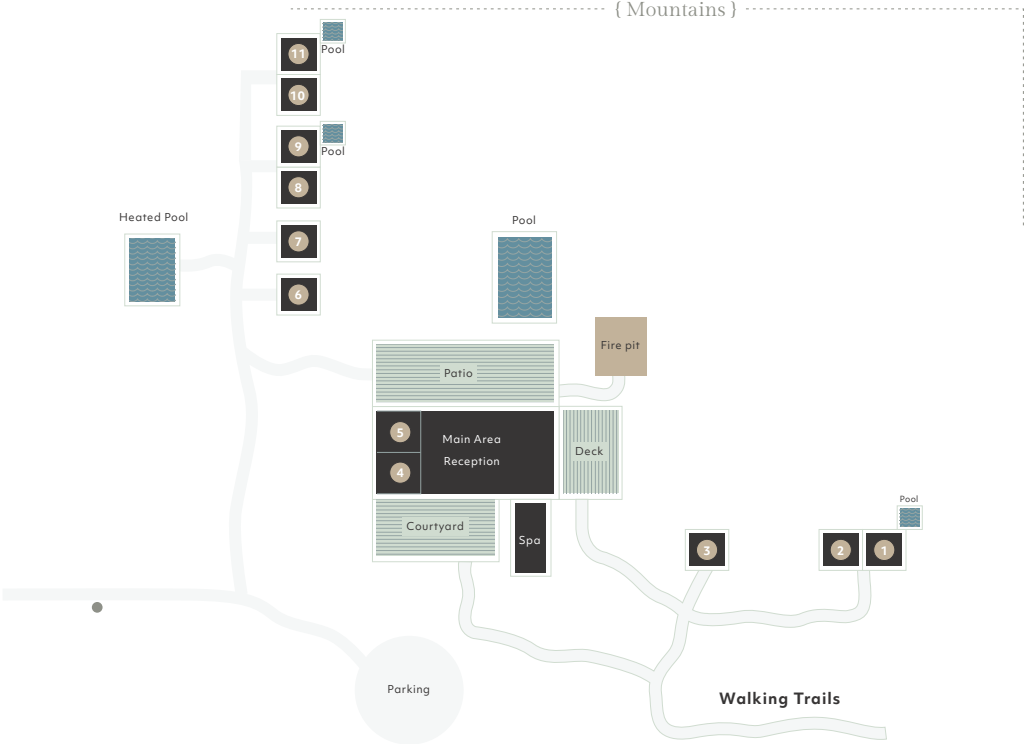 { Mountains }
11
Pool
10
9
Pool
8
Heated Pool
7
Pool
6
Fire pit
Patio
5
Main Area
Reception
Deck
4
Pool
Courtyard
Spa
3
2
1
Parking
Walking Trails